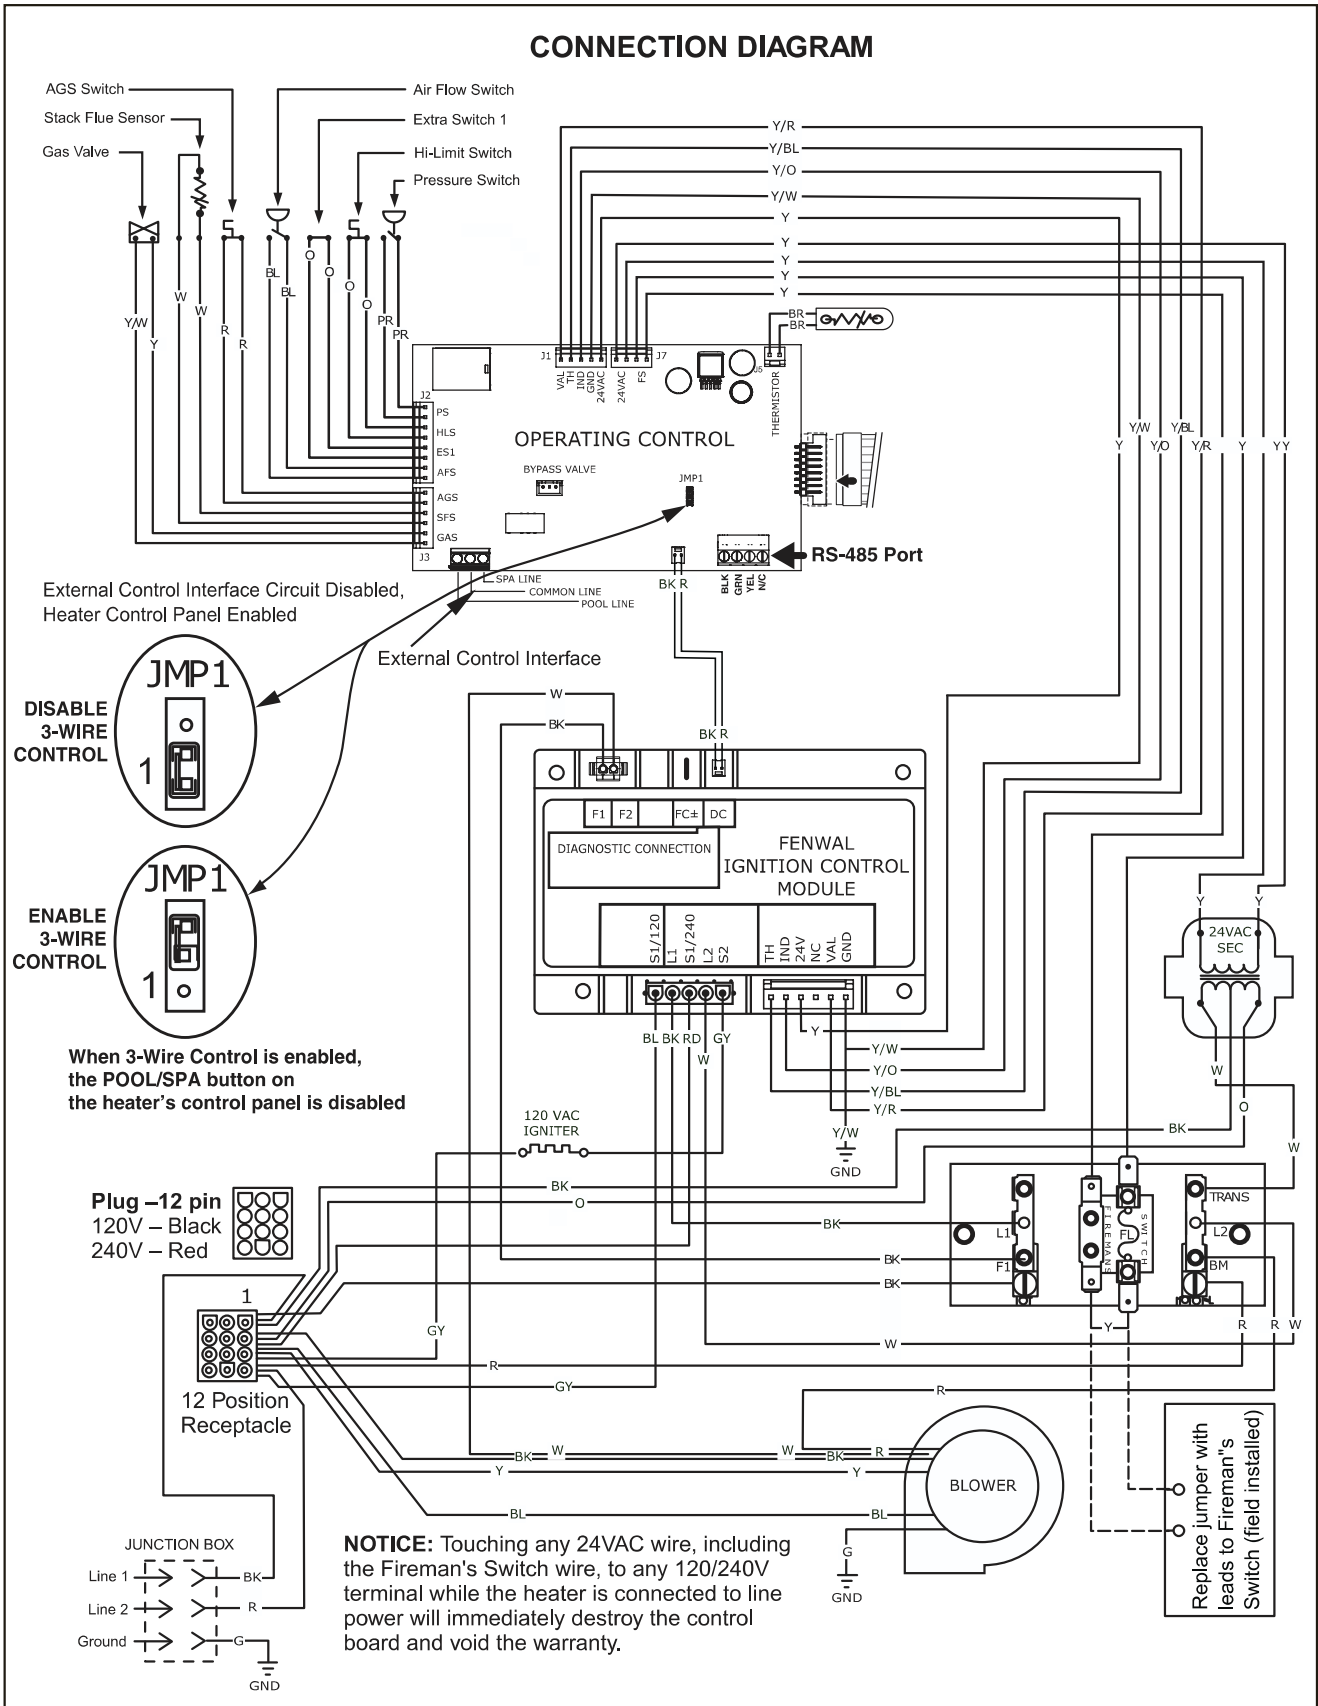 CONNECTION DIAGRAM
AGS Switch
Stack Flue Sensor
Gas Valve
Air Flow Switch
Extra Switch 1
Hi-Limit Switch
Pressure Switch
Y/R
Y/BL
Y/O
Y/W
Y
Y
Y
Y
Y
Y/W
Y
W
W
R
R
BL
BL
O
O
O
O
PR
PR
BR
BR
J1
VAL
TH
IND
GND
24VAC
24VAC
FS
J7
J5
THERMISTOR
J2
PS
HLS
ES1
AFS
AGS
SFS
GAS
J3
OPERATING CONTROL
BYPASS VALVE
JMP1
RS-485 Port
BLK
GRN
YEL
N/C
BK R
SPA LINE
COMMON LINE
POOL LINE
Y
Y/W
Y/O
Y/BL
Y/R
Y
Y Y
External Control Interface Circuit Disabled,
Heater Control Panel Enabled
External Control Interface
JMP1
1
DISABLE
3-WIRE
CONTROL
JMP1
1
ENABLE
3-WIRE
CONTROL
When 3-Wire Control is enabled,
the POOL/SPA button on
the heater's control panel is disabled
W
BK
BK R
F1
F2
FC±
DC
DIAGNOSTIC CONNECTION
FENWAL
IGNITION CONTROL
MODULE
S1/120
L1
S1/240
L2
S2
TH
IND
24V
NC
VAL
GND
BL BK RD
W
GY
Y
Y/W
Y/O
Y/BL
Y/R
Y/W
GND
Y
Y
24VAC
SEC
W
O
BK
W
120 VAC
IGNITER
Plug –12 pin
120V – Black
240V – Red
BK
O
BK
BK
BK
L1
F1
FIREMANS
SWITCH
FL
TRANS
L2
BM
Y
R
R
W
1
12 Position
Receptacle
GY
W
R
GY
R
BK
W
W
BK
R
Y
Y
BL
BL
BLOWER
G
GND
Replace jumper with
leads to Fireman"s
Switch (field installed)
JUNCTION BOX
Line 1
BK
Line 2
R
Ground
G
GND
NOTICE: Touching any 24VAC wire, including
the Fireman's Switch wire, to any 120/240V
terminal while the heater is connected to line
power will immediately destroy the control
board and void the warranty.